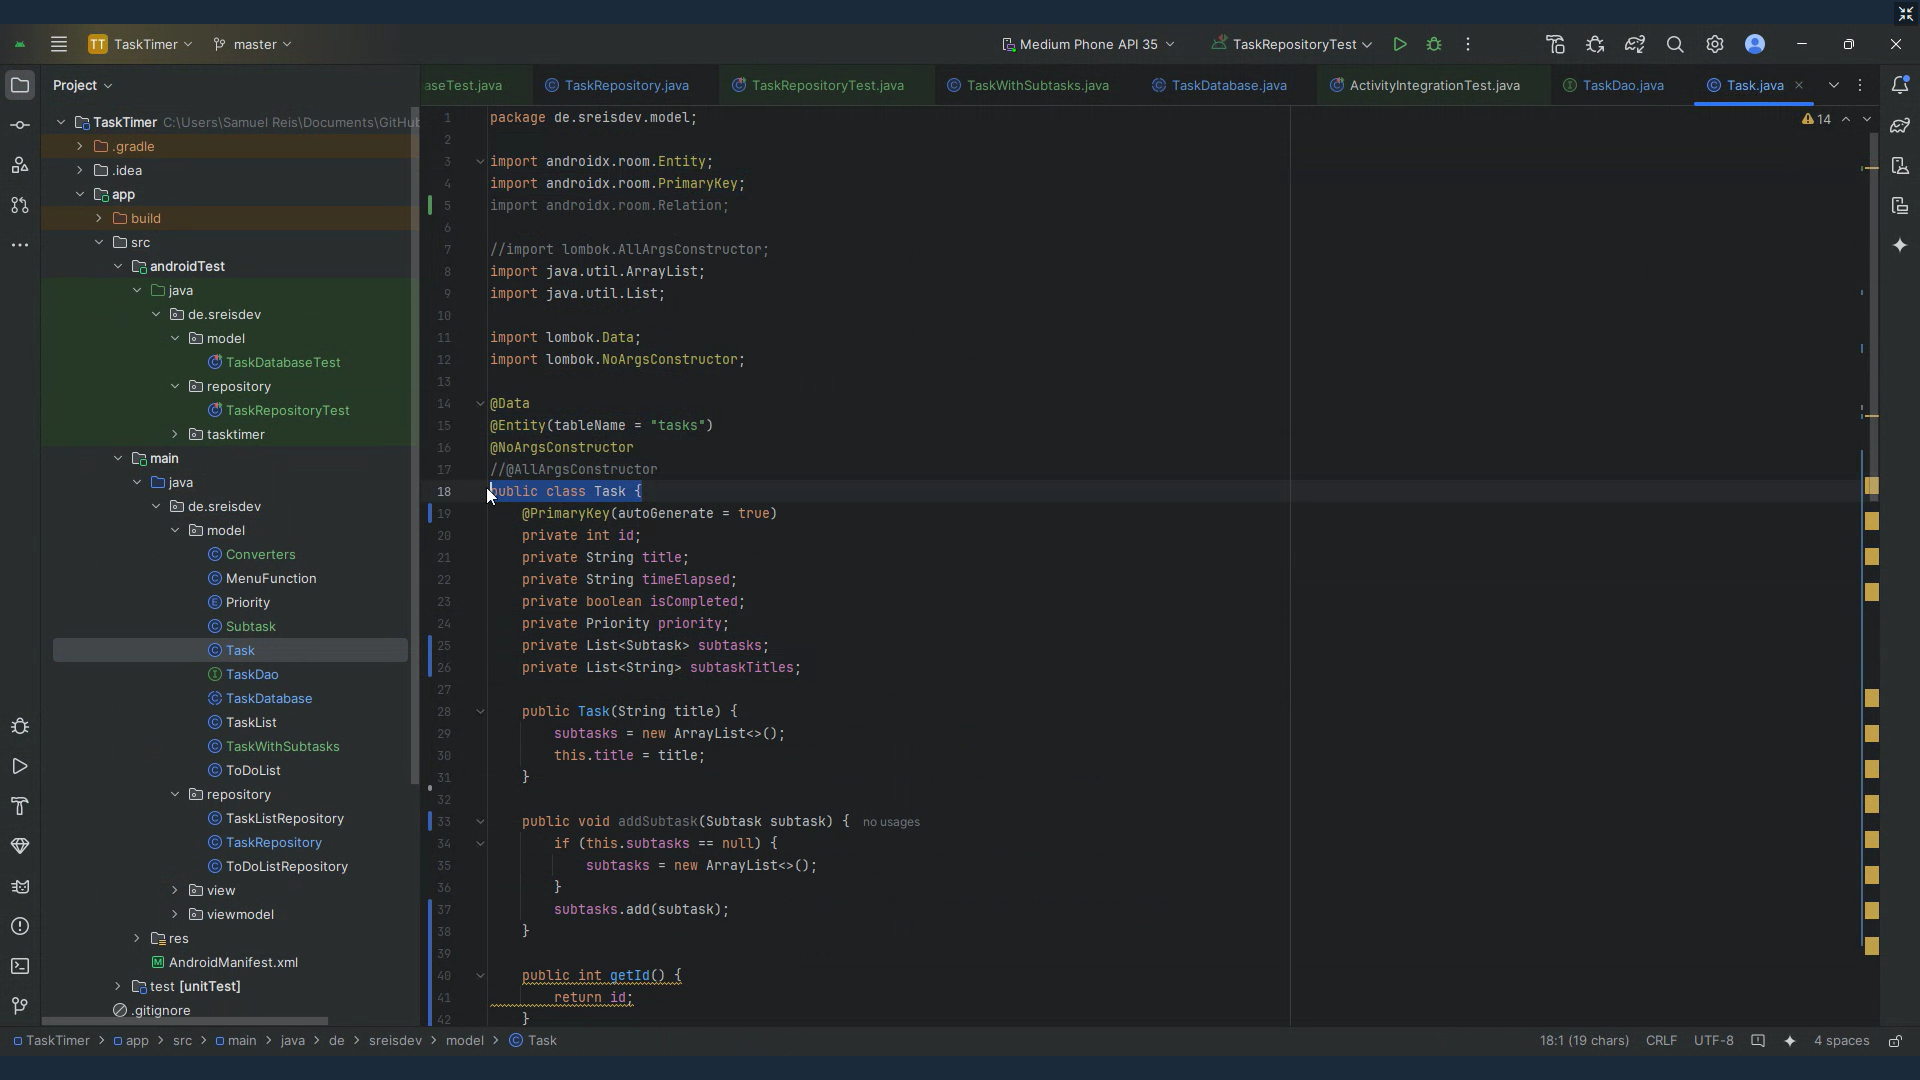 TT TaskTimer master Medium Phone API 35 TaskRepositoryTest
Project
aseTest.java TaskRepository.java TaskRepositoryTest.java TaskWithSubtasks.java TaskDatabase.java ActivityIntegrationTest.java TaskDao.java Task.java
TaskTimer C:\Users\Samuel Reis\Documents\GitHub
.gradle
.idea
app
build
src
androidTest
java
de.sreisdev
model
TaskDatabaseTest
repository
TaskRepositoryTest
tasktimer
main
java
de.sreisdev
model
Converters
MenuFunction
Priority
Subtask
Task
TaskDao
TaskDatabase
TaskList
TaskWithSubtasks
ToDoList
repository
TaskListRepository
TaskRepository
ToDoListRepository
view
viewmodel
res
AndroidManifest.xml
test [unitTest]
.gitignore
14
1 package de.sreisdev.model;
2
3 import androidx.room.Entity;
4 import androidx.room.PrimaryKey;
5 import androidx.room.Relation;
6
7 //import lombok.AllArgsConstructor;
8 import java.util.ArrayList;
9 import java.util.List;
10
11 import lombok.Data;
12 import lombok.NoArgsConstructor;
13
14 @Data
15 @Entity(tableName = "tasks")
16 @NoArgsConstructor
17 //@AllArgsConstructor
18 public class Task {
19 @PrimaryKey(autoGenerate = true)
20 private int id;
21 private String title;
22 private String timeElapsed;
23 private boolean isCompleted;
24 private Priority priority;
25 private List<Subtask> subtasks;
26 private List<String> subtaskTitles;
27
28 public Task(String title) {
29 subtasks = new ArrayList<>();
30 this.title = title;
31 }
32
33 public void addSubtask(Subtask subtask) { no usages
34 if (this.subtasks == null) {
35 subtasks = new ArrayList<>();
36 }
37 subtasks.add(subtask);
38 }
39
40 public int getId() {
41 return id;
42 }
TaskTimer > app > src > main > java > de > sreisdev > model > Task
18:1 (19 chars) CRLF UTF-8 4 spaces